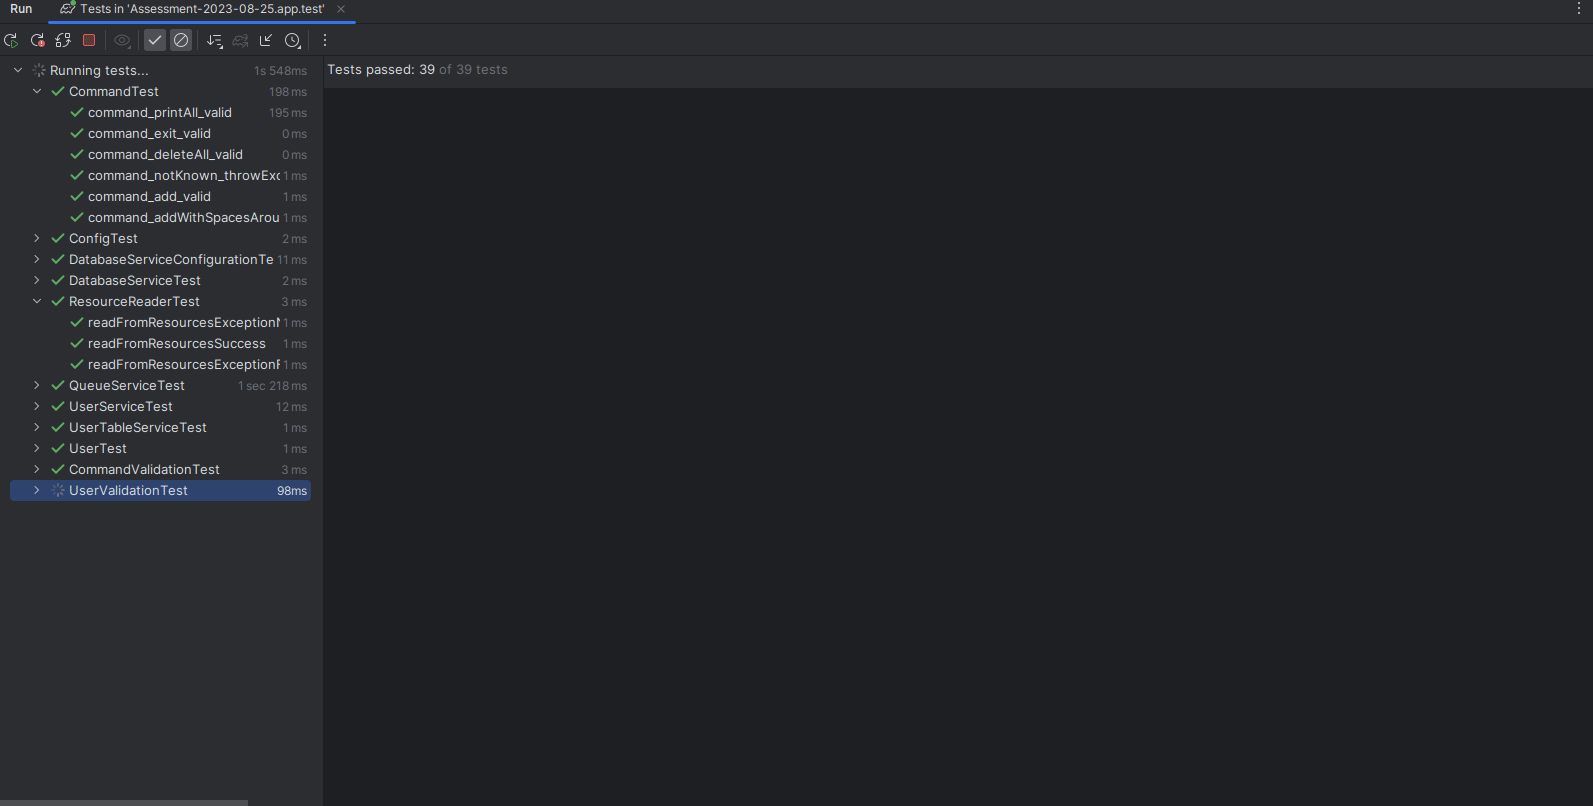 Run Tests in 'Assessment-2023-08-25.app.test'
Running tests... 1s 548ms
Tests passed: 39 of 39 tests
CommandTest 198 ms
command_printAll_valid 195 ms
command_exit_valid 0 ms
command_deleteAll_valid 0 ms
command_notKnown_throwExc 1 ms
command_add_valid 1 ms
command_addWithSpacesArou 1 ms
ConfigTest 2 ms
DatabaseServiceConfigurationTe 11 ms
DatabaseServiceTest 2 ms
ResourceReaderTest 3 ms
readFromResourcesExceptionN 1 ms
readFromResourcesSuccess 1 ms
readFromResourcesExceptionF 1 ms
QueueServiceTest 1 sec 218 ms
UserServiceTest 12 ms
UserTableServiceTest 1 ms
UserTest 1 ms
CommandValidationTest 3 ms
UserValidationTest 98ms